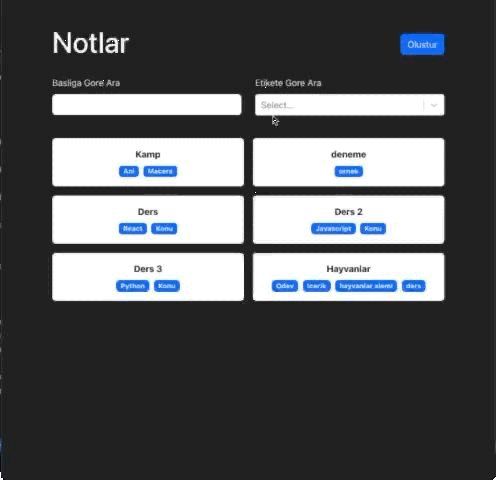 Notlar
Olustur
Basliga Gore Ara
Etikete Gore Ara
Select...
Kamp
Ani Macera
deneme
ornek
Ders
React Konu
Ders 2
Javascript Konu
Ders 3
Python Konu
Hayvanlar
Odev Icerik hayvanlar alemi ders